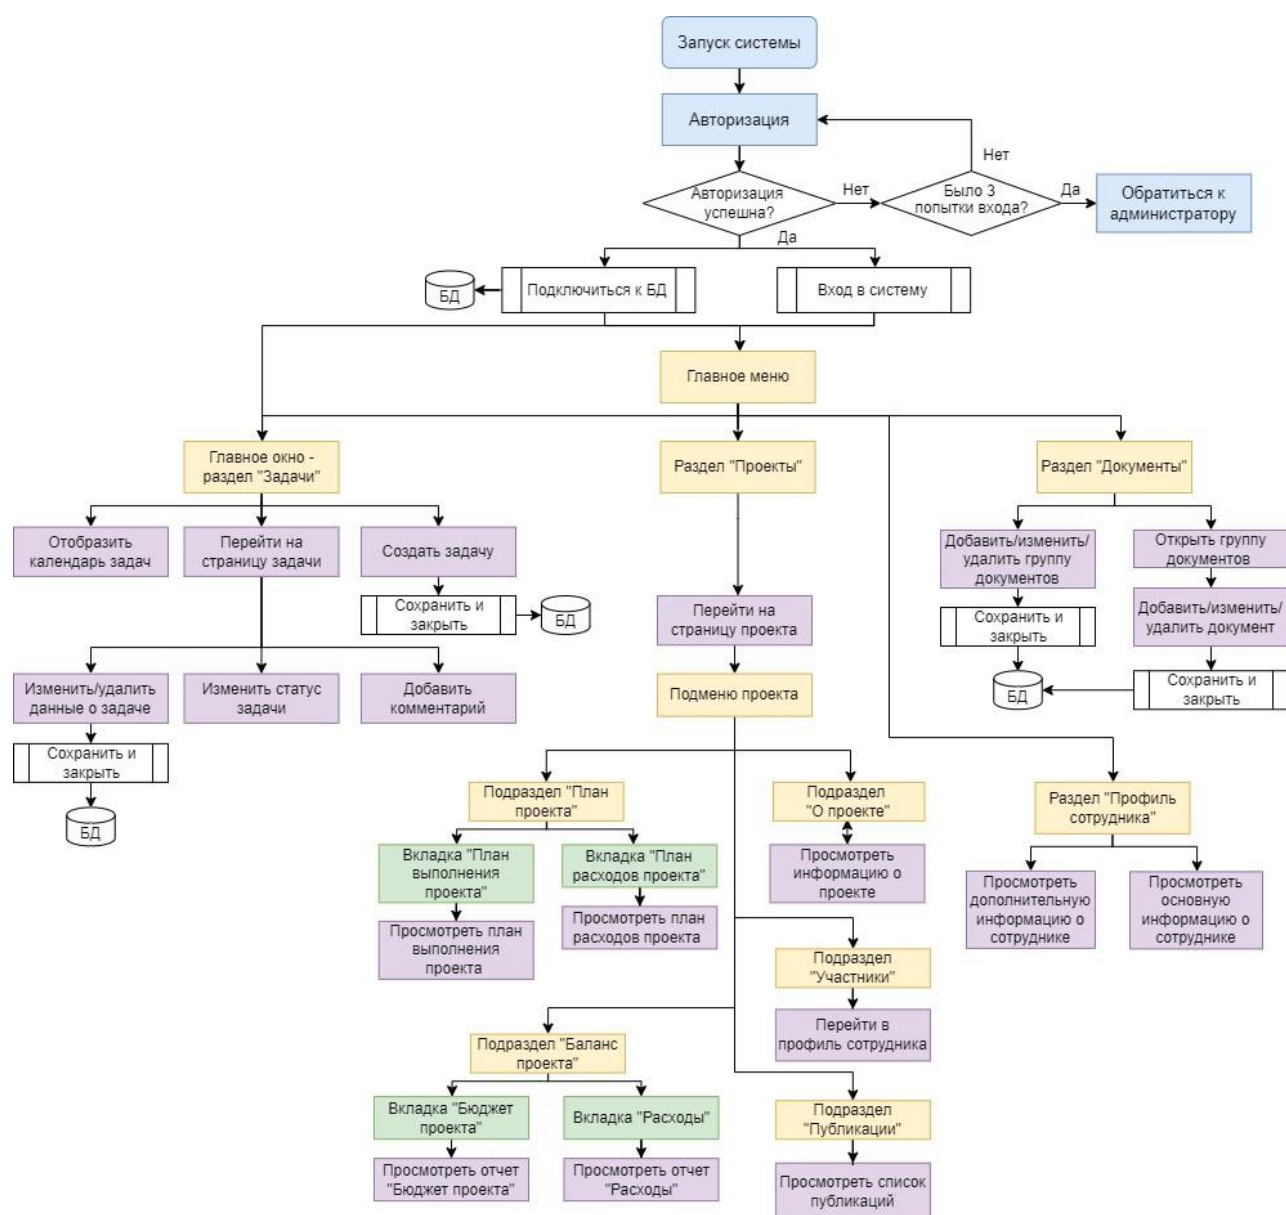 Запуск системы
Авторизация
Нет
Авторизация
успешна?
Нет
Было 3
попытки входа?
Да
Обратиться к
администратору
Да
БД
Подключиться к БД
Вход в систему
Главное меню
Главное окно -
раздел "Задачи"
Раздел "Проекты"
Раздел "Документы"
Отобразить
календарь задач
Перейти на
страницу задачи
Создать задачу
Добавить/изменить/
удалить группу
документов
Открыть группу
документов
Сохранить и
закрыть
БД
Перейти на
страницу проекта
Сохранить и
закрыть
Добавить/изменить/
удалить документ
Изменить/удалить
данные о задаче
Изменить статус
задачи
Добавить
комментарий
Подменю проекта
БД
Сохранить и
закрыть
Сохранить и
закрыть
БД
Подраздел "План
проекта"
Подраздел
"О проекте"
Раздел "Профиль
сотрудника"
Вкладка "План
выполнения
проекта"
Вкладка "План
расходов проекта"
Просмотреть
информацию о
проекте
Просмотреть
дополнительную
информацию о
сотруднике
Просмотреть
основную
информацию о
сотруднике
Просмотреть план
выполнения
проекта
Просмотреть план
расходов проекта
Подраздел
"Участники"
Перейти в
профиль сотрудника
Подраздел "Баланс
проекта"
Вкладка "Бюджет
проекта"
Вкладка "Расходы"
Подраздел
"Публикации"
Просмотреть отчет
"Бюджет проекта"
Просмотреть отчет
"Расходы"
Просмотреть список
публикаций